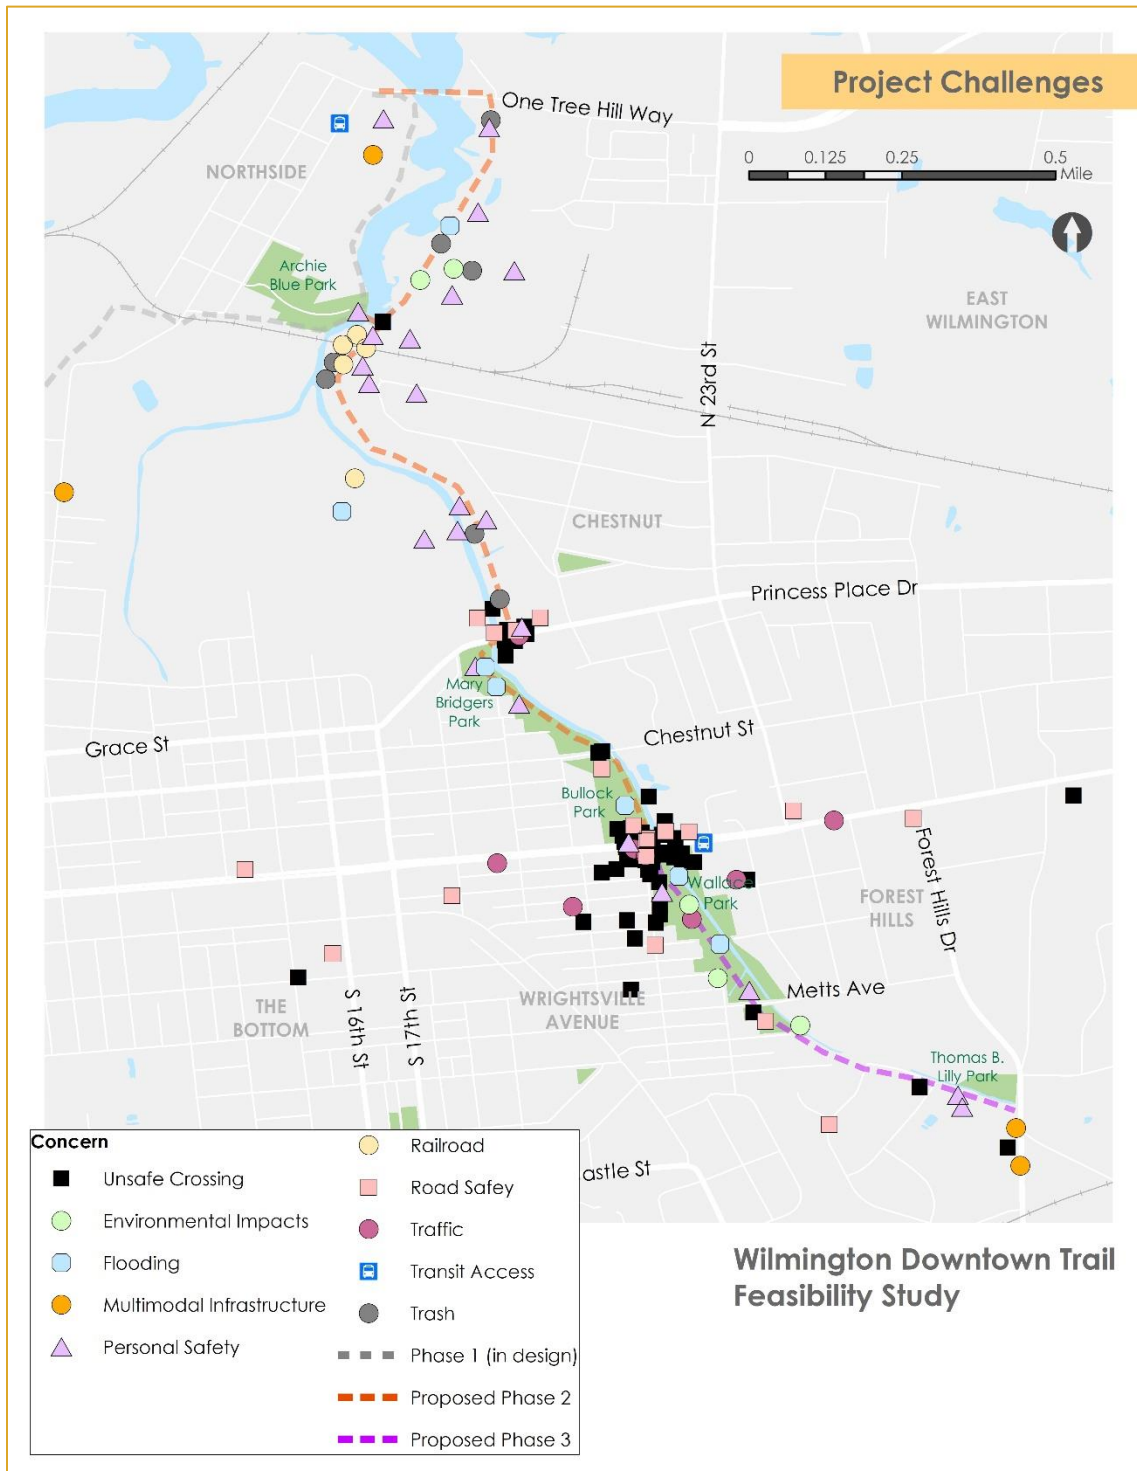 Project Challenges
One Tree Hill Way
0 0.125 0.25 0.5
Mile
NORTHSIDE
Archie
Blue Park
EAST
WILMINGTON
N 23rd St
CHESTNUT
Princess Place Dr
Mary
Bridgers
Park
Grace St
Chestnut St
Bullock
Park
Wallace
Park
FOREST
HILLS
Forest Hills Dr
THE
BOTTOM
S 16th St
S 17th St
WRIGHTSVILLE
AVENUE
Metts Ave
Thomas B.
Lilly Park
astle St
Concern
Unsafe Crossing
Environmental Impacts
Flooding
Multimodal Infrastructure
Personal Safety
Railroad
Road Safey
Traffic
Transit Access
Trash
Phase 1 (in design)
Proposed Phase 2
Proposed Phase 3
Wilmington Downtown Trail
Feasibility Study